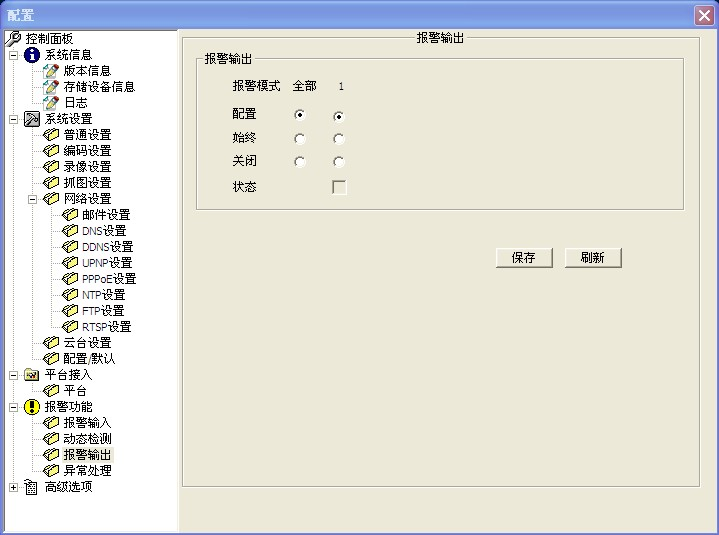 配置
控制面板
系统信息
版本信息
存储设备信息
日志
系统设置
普通设置
编码设置
录像设置
抓图设置
网络设置
邮件设置
DNS设置
DDNS设置
UPNP设置
PPPoE设置
NTP设置
FTP设置
RTSP设置
云台设置
配置/默认
平台接入
平台
报警功能
报警输入
动态检测
报警输出
异常处理
高级选项
报警输出
报警输出
报警模式 全部 1
配置
始终
关闭
状态
保存 刷新